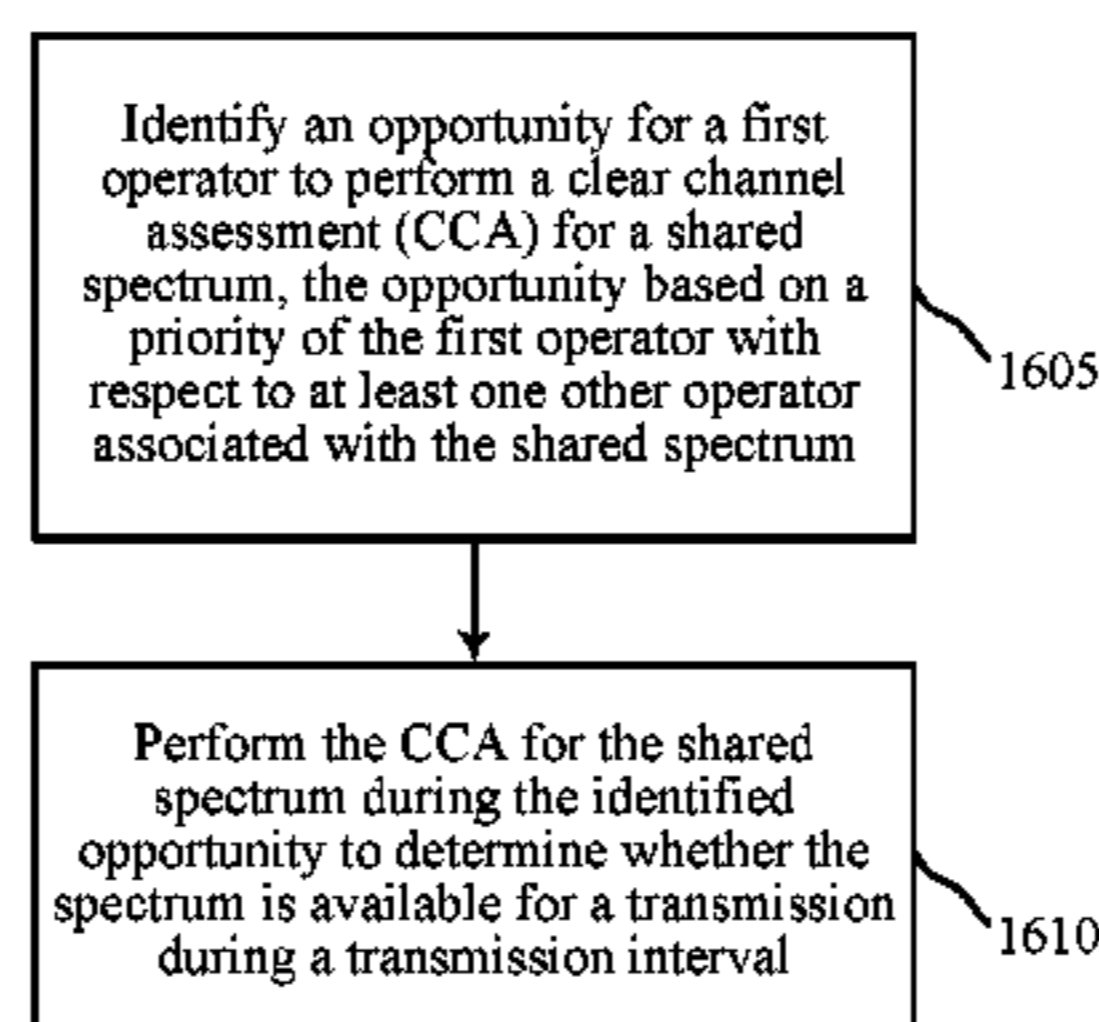 Identify an opportunity for a first
operator to perform a clear channel
assessment (CCA) for a shared
spectrum, the opportunity based on a
priority of the first operator with
respect to at least one other operator
associated with the shared spectrum
1605
Perform the CCA for the shared
spectrum during the identified
opportunity to determine whether the
spectrum is available for a transmission
during a transmission interval
1610